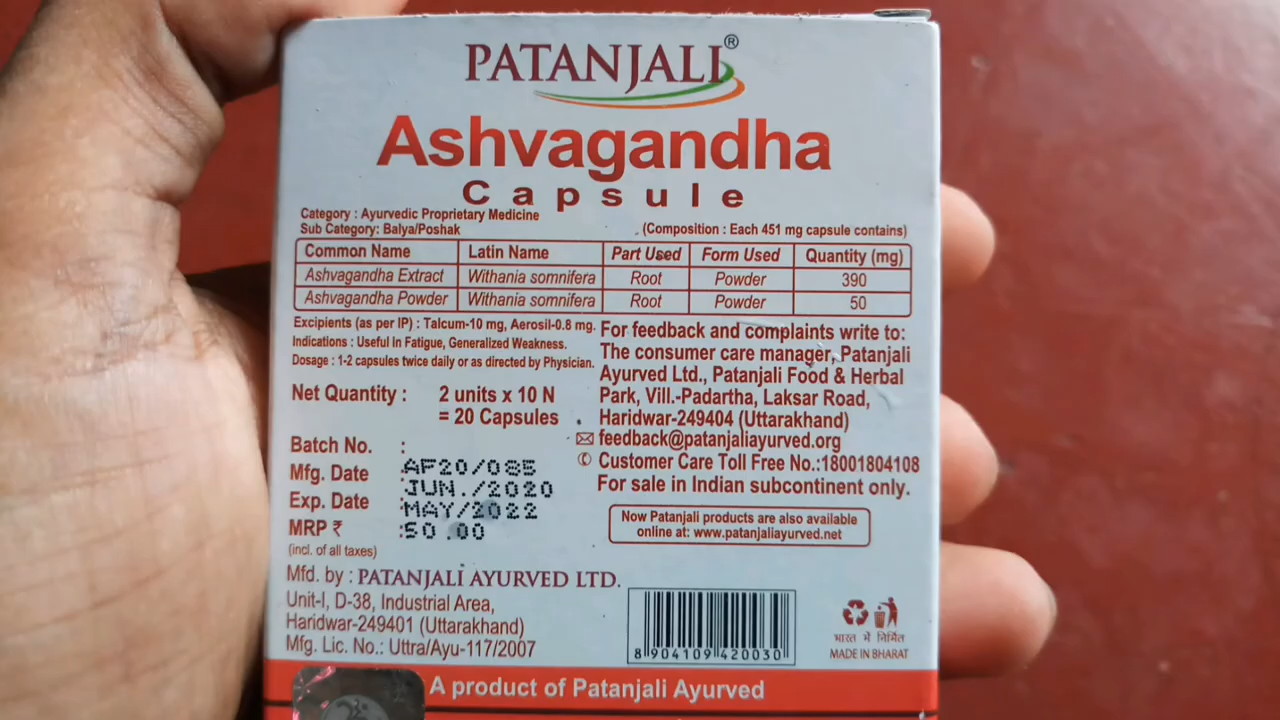 PATANJALI®
Ashvagandha
Capsule
Category : Ayurvedic Proprietary Medicine
Sub Category: Balya/Poshak
(Composition : Each 451 mg capsule contains)
Common Name Latin Name Part Used Form Used Quantity (mg)
Ashvagandha Extract Withania somnifera Root Powder 390
Ashvagandha Powder Withania somnifera Root Powder 50
Excipients (as per IP) : Talcum-10 mg, Aerosil-0.8 mg.
Indications : Useful in Fatigue, Generalized Weakness.
Dosage : 1-2 capsules twice daily or as directed by Physician.
Net Quantity : 2 units x 10 N
= 20 Capsules
Batch No. : AF20/085
Mfg. Date : JUN./2020
Exp. Date : MAY/2022
MRP ₹ : 50.00
(incl. of all taxes)
For feedback and complaints write to:
The consumer care manager, Patanjali
Ayurved Ltd., Patanjali Food & Herbal
Park, Vill.-Padartha, Laksar Road,
Haridwar-249404 (Uttarakhand)
feedback@patanjaliayurved.org
Customer Care Toll Free No.:18001804108
For sale in Indian subcontinent only.
Now Patanjali products are also available
online at: www.patanjaliayurved.net
Mfd. by : PATANJALI AYURVED LTD.
Unit-I, D-38, Industrial Area,
Haridwar-249401 (Uttarakhand)
Mfg. Lic. No.: Uttra/Ayu-117/2007
8 904109 420030
भारत में निर्मित
MADE IN BHARAT
A product of Patanjali Ayurved